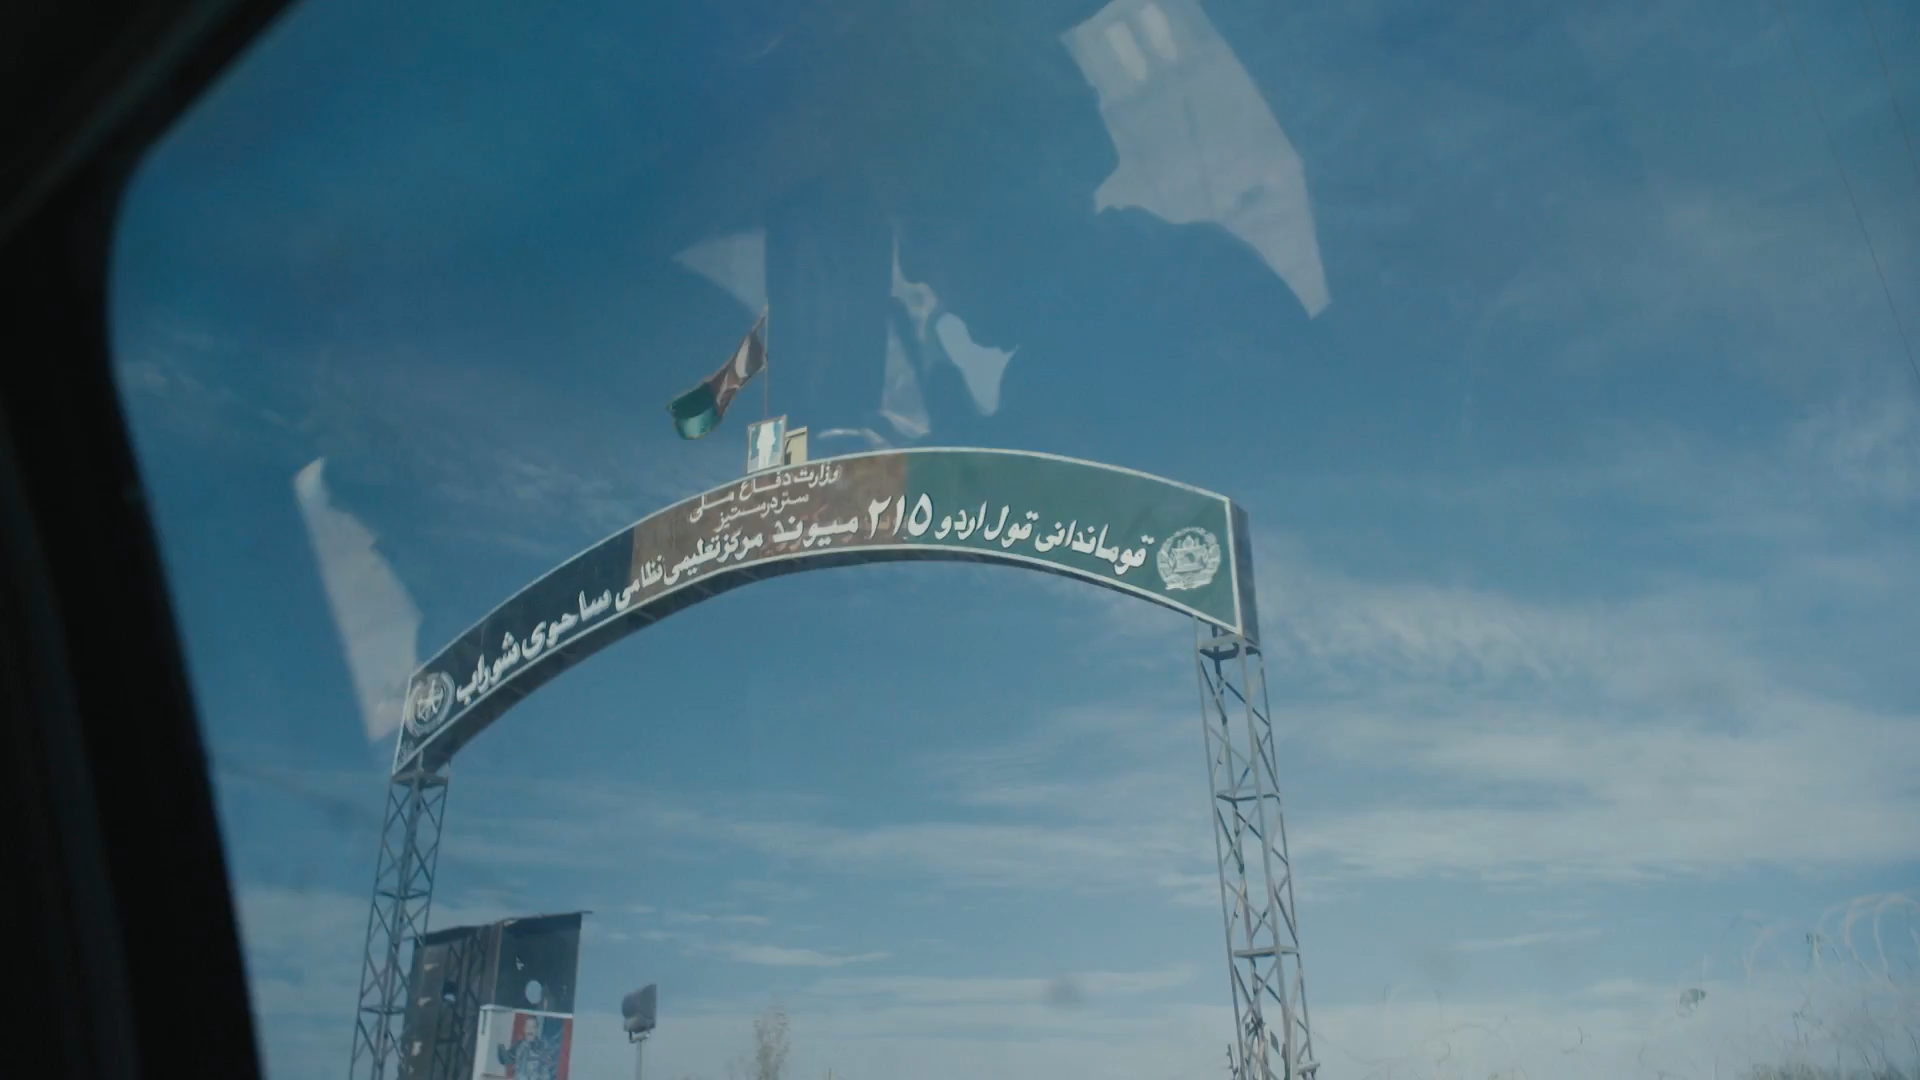 وزارت دفاع ملی
ستردرستیز
قوماندانی قول اردو ۲۱۵ میوند مرکز تعلیمی نظامی ساحوی شوراب